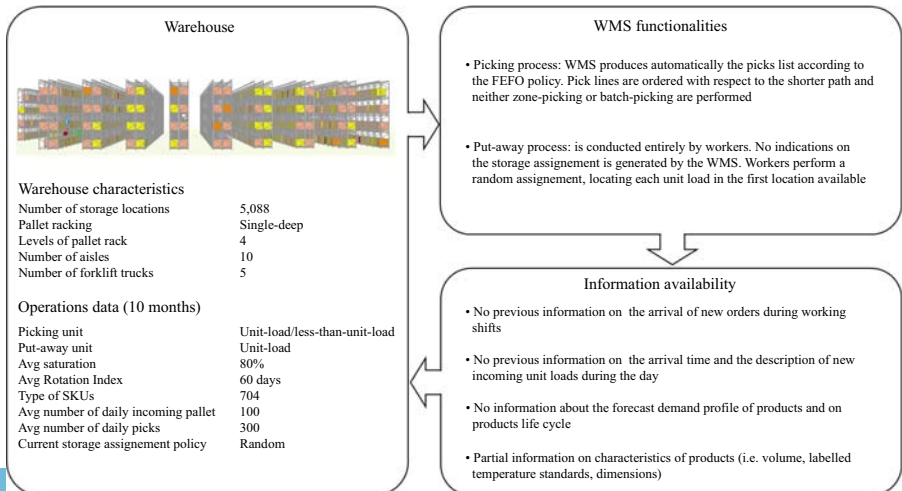 Warehouse
Warehouse characteristics
Number of storage locations 5,088
Pallet racking Single-deep
Levels of pallet rack 4
Number of aisles 10
Number of forklift trucks 5
Operations data (10 months)
Picking unit Unit-load/less-than-unit-load
Put-away unit Unit-load
Avg saturation 80%
Avg Rotation Index 60 days
Type of SKUs 704
Avg number of daily incoming pallet 100
Avg number of daily picks 300
Current storage assignement policy Random
WMS functionalities
• Picking process: WMS produces automatically the picks list according to
the FEFO policy. Pick lines are ordered with respect to the shorter path and
neither zone-picking or batch-picking are performed
• Put-away process: is conducted entirely by workers. No indications on
the storage assignement is generated by the WMS. Workers perform a
random assignement, locating each unit load in the first location available
Information availability
• No previous information on the arrival of new orders during working
shifts
• No previous information on the arrival time and the description of new
incoming unit loads during the day
• No information about the forecast demand profile of products and on
products life cycle
• Partial information on characteristics of products (i.e. volume, labelled
temperature standards, dimensions)